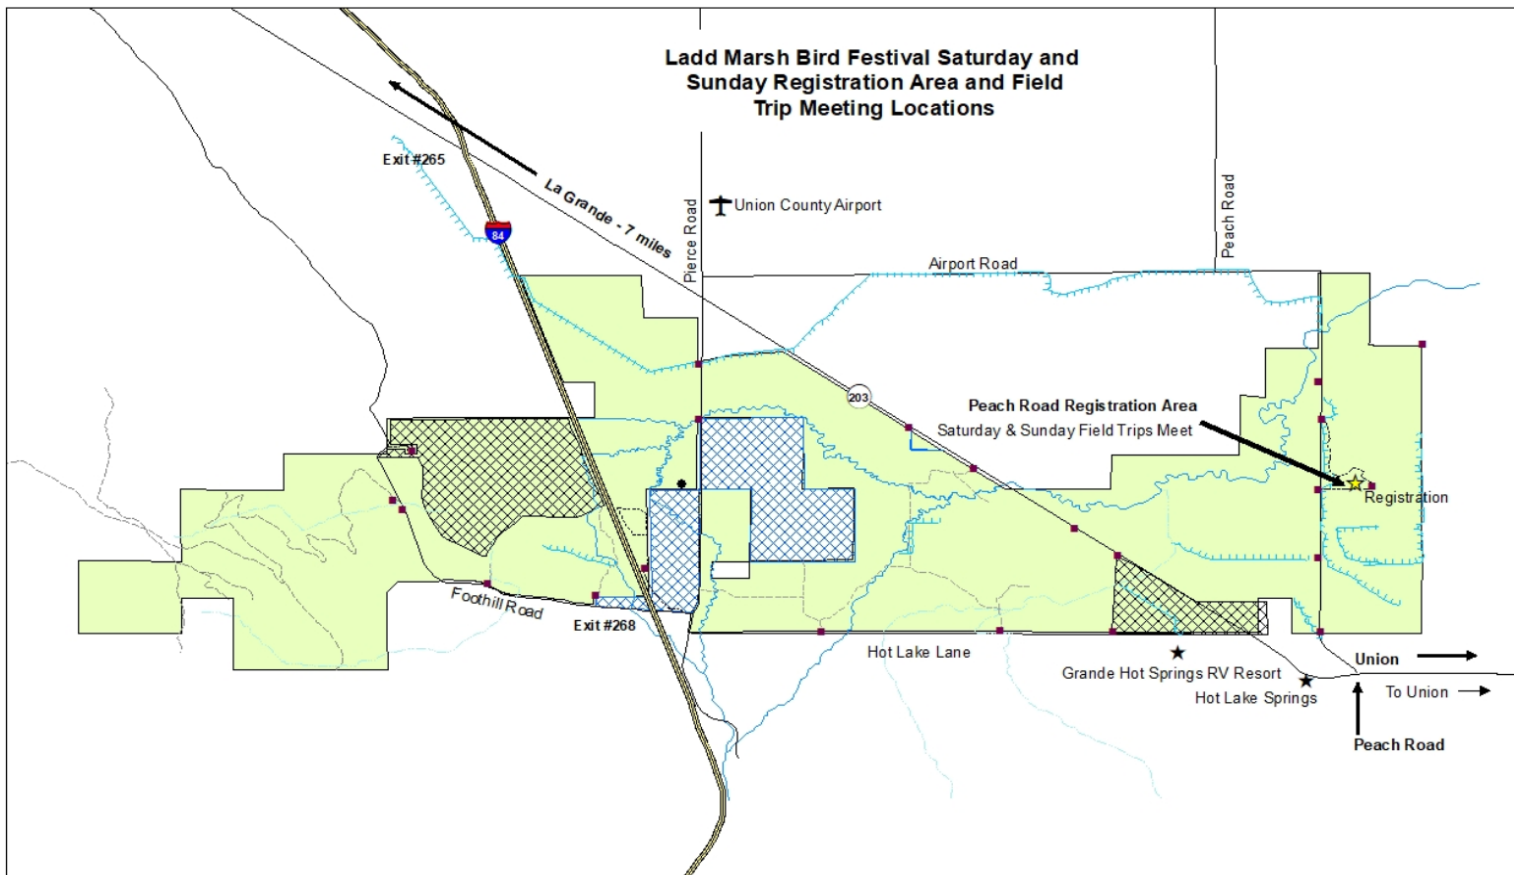 Ladd Marsh Bird Festival Saturday and
Sunday Registration Area and Field
Trip Meeting Locations
Exit #265
La Grande - 7 miles
84
Pierce Road
Union County Airport
Peach Road
Airport Road
203
Peach Road Registration Area
Saturday & Sunday Field Trips Meet
Registration
Foothill Road
Exit #268
Hot Lake Lane
Grande Hot Springs RV Resort
Hot Lake Springs
Union
To Union
Peach Road